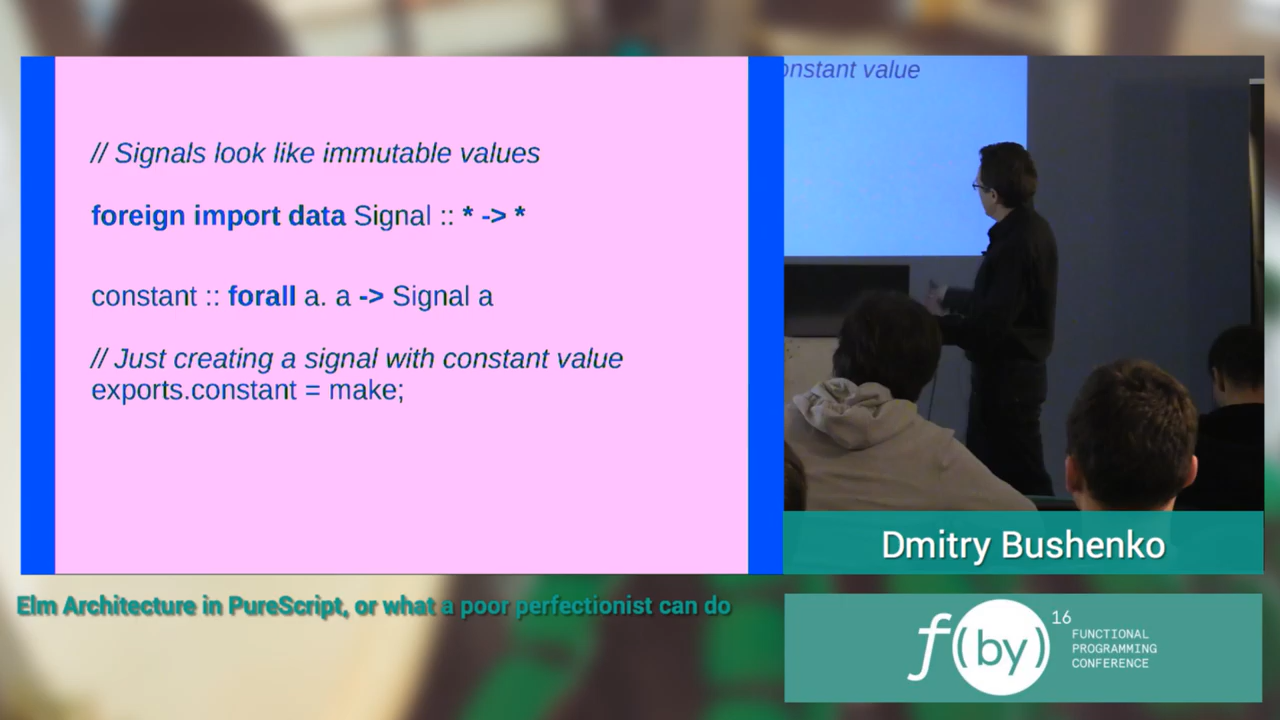 // Signals look like immutable values
foreign import data Signal :: * -> *
constant :: forall a. a -> Signal a
// Just creating a signal with constant value
exports.constant = make;
onstant value
Dmitry Bushenko
Elm Architecture in PureScript, or what a poor perfectionist can do
f(by) 16
FUNCTIONAL
PROGRAMMING
CONFERENCE